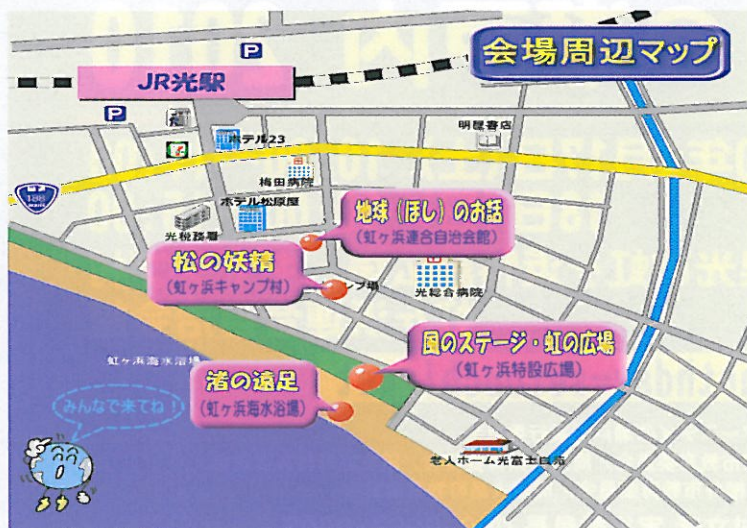 会場周辺マップ
P
JR光駅
P
ホテル23
明屋書店
梅田病院
188
ホテル松原屋
光税務署
地球(ほし)のお話
(虹ヶ浜連合自治会館)
松の妖精
(虹ヶ浜キャンプ村)
ンプ場
光総合病院
風のステージ・虹の広場
(虹ヶ浜特設広場)
虹ヶ浜海水浴場
渚の遠足
(虹ヶ浜海水浴場)
みんなで来てね!
老人ホーム光富士白苑